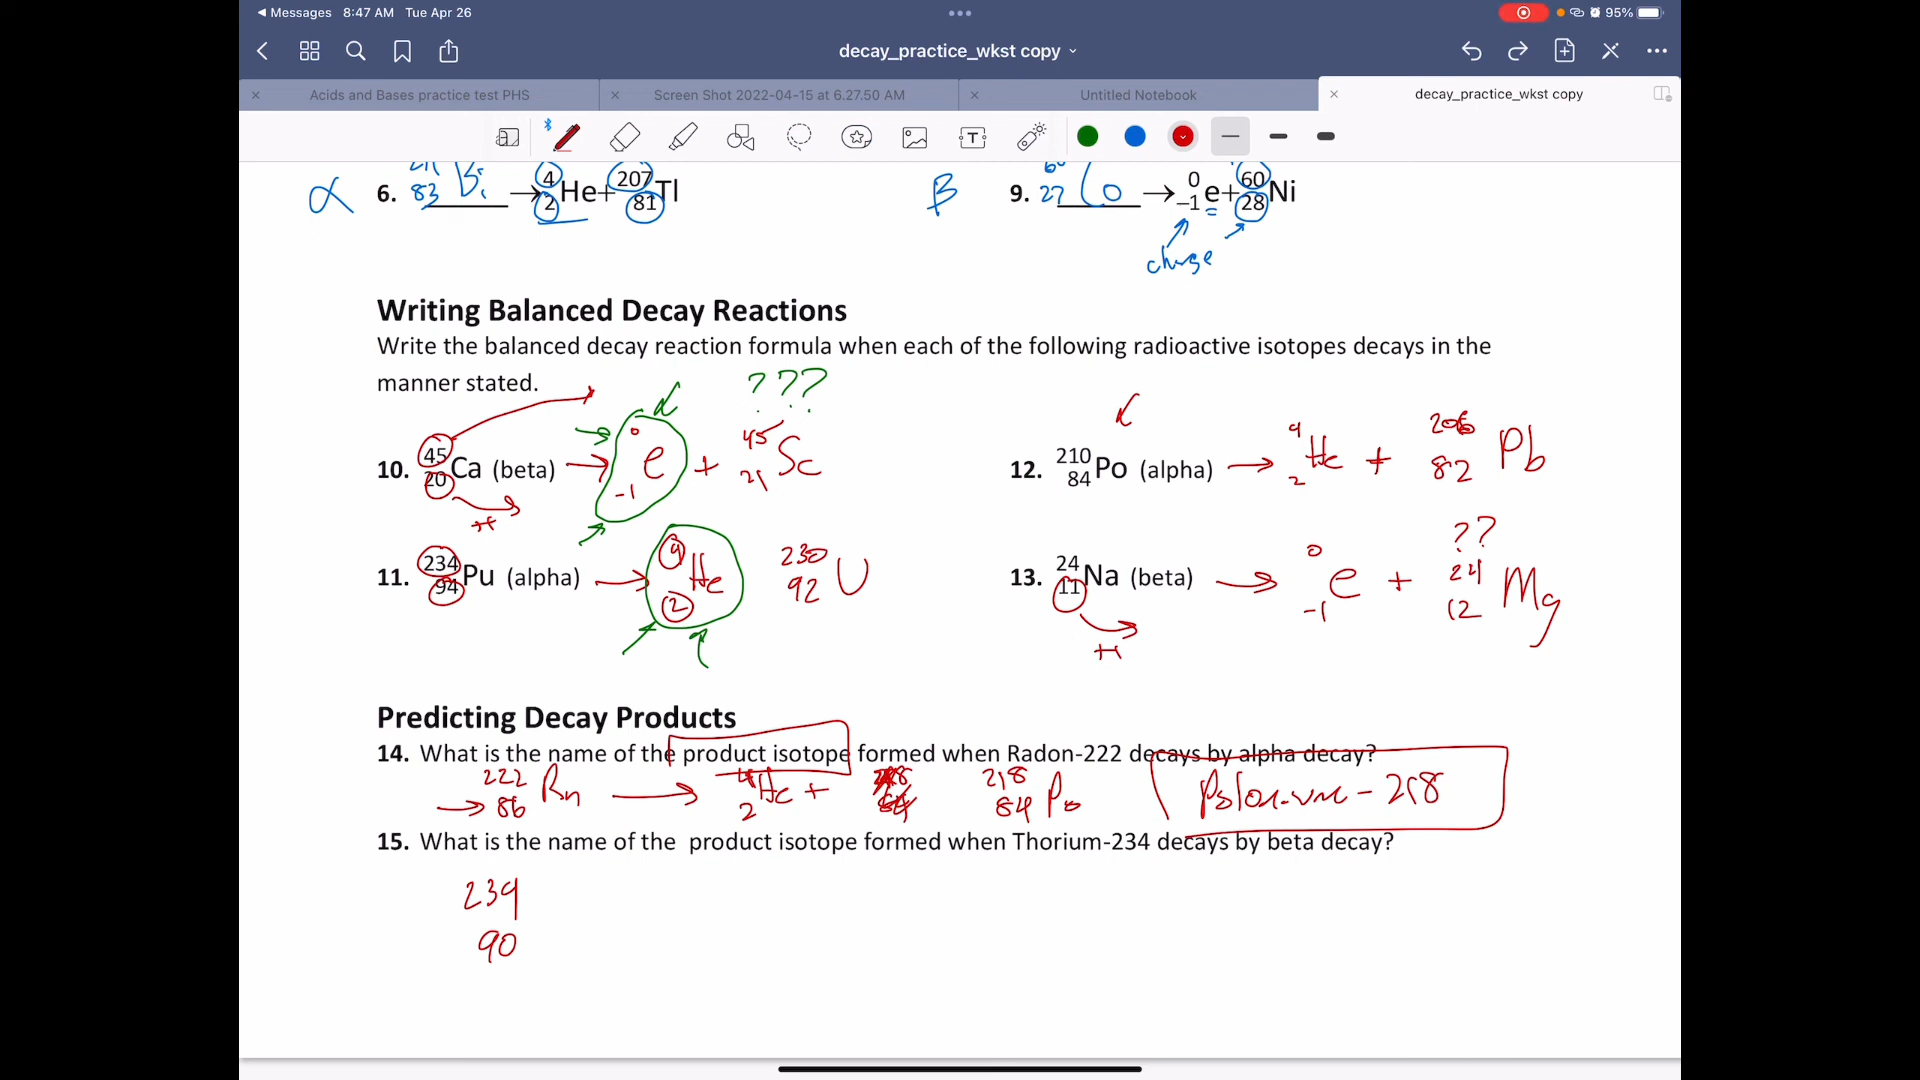 Messages 8:47 AM Tue Apr 26 95%
decay_practice_wkst copy
Acids and Bases practice test PHS Screen Shot 2022-04-15 at 6.27.50 AM Untitled Notebook decay_practice_wkst copy
α 6. 83 Bi → 4 2 He + 207 81 Tl
β 9. 27 Co → 0 -1 e + 60 28 Ni
charge
Writing Balanced Decay Reactions
Write the balanced decay reaction formula when each of the following radioactive isotopes decays in the
manner stated.
???
10. 45 20 Ca (beta) → 0 -1 e + 45 21 Sc
+1
12. 210 84 Po (alpha) → 4 2 He + 206 82 Pb
11. 234 94 Pu (alpha) → 4 2 He 230 92 U
??
13. 24 11 Na (beta) → 0 -1 e + 24 12 Mg
+1
Predicting Decay Products
14. What is the name of the product isotope formed when Radon-222 decays by alpha decay?
→ 222 86 Rn → 4 2 He + 218 84 Po Polonium - 218
15. What is the name of the product isotope formed when Thorium-234 decays by beta decay?
234
90